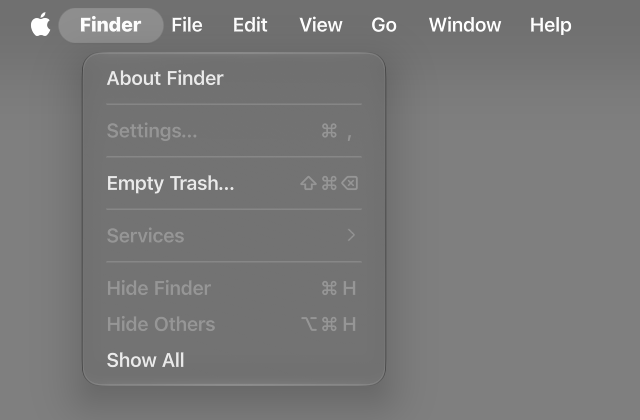 Finder File Edit View Go Window Help
About Finder
Settings... ⌘ ,
Empty Trash... ⇧⌘⌫
Services >
Hide Finder ⌘H
Hide Others ⌥⌘H
Show All